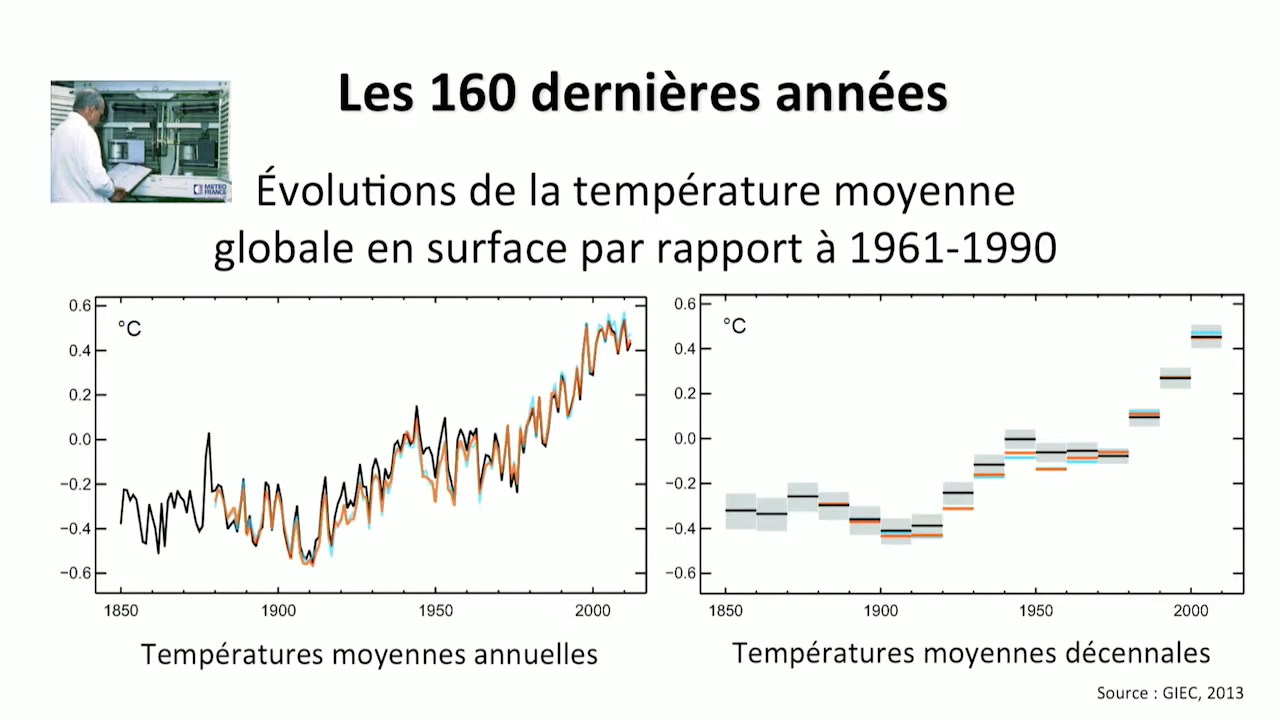 Les 160 dernières années
METEO
FRANCE
Évolutions de la température moyenne
globale en surface par rapport à 1961-1990
°C
0.6
0.4
0.2
0.0
−0.2
−0.4
−0.6
1850 1900 1950 2000
Températures moyennes annuelles
°C
0.6
0.4
0.2
0.0
−0.2
−0.4
−0.6
1850 1900 1950 2000
Températures moyennes décennales
Source : GIEC, 2013